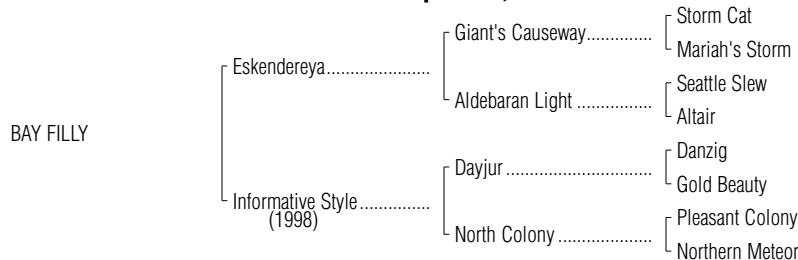 Storm Cat
Giant's Causeway..............
Mariah's Storm
Eskendereya......................
Seattle Slew
Aldebaran Light ................
Altair
BAY FILLY
Danzig
Dayjur ...............................
Gold Beauty
Informative Style...............
(1998)
Pleasant Colony
North Colony ....................
Northern Meteor